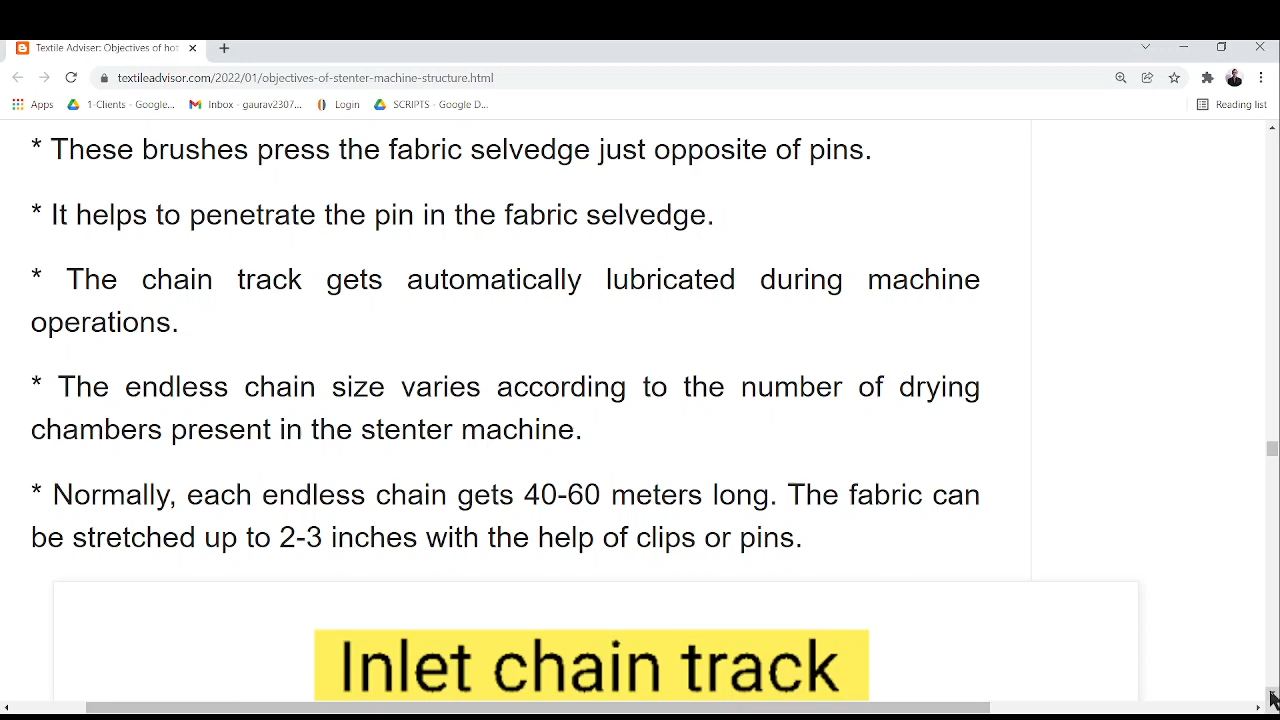 Textile Adviser: Objectives of hot
textileadvisor.com/2022/01/objectives-of-stenter-machine-structure.html
Apps 1-Clients - Google... Inbox - gaurav2307... Login SCRIPTS - Google D... Reading list
* These brushes press the fabric selvedge just opposite of pins.
* It helps to penetrate the pin in the fabric selvedge.
* The chain track gets automatically lubricated during machine
operations.
* The endless chain size varies according to the number of drying
chambers present in the stenter machine.
* Normally, each endless chain gets 40-60 meters long. The fabric can
be stretched up to 2-3 inches with the help of clips or pins.
Inlet chain track